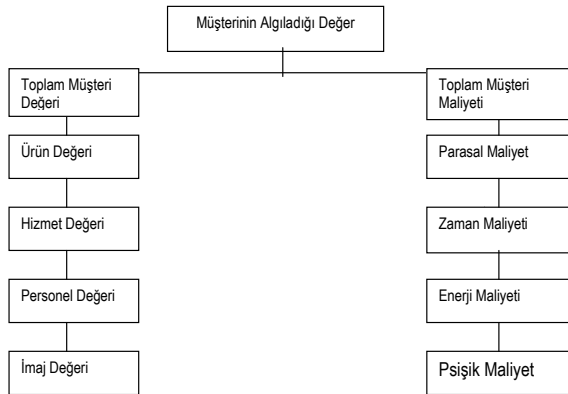 Müşterinin Algıladığı Değer
Toplam Müşteri
Değeri
Ürün Değeri
Hizmet Değeri
Personel Değeri
İmaj Değeri
Toplam Müşteri
Maliyeti
Parasal Maliyet
Zaman Maliyeti
Enerji Maliyeti
Psişik Maliyet